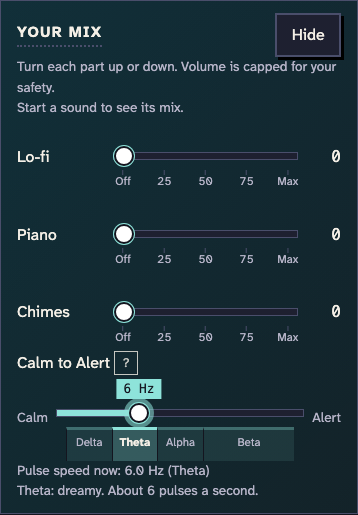 YOUR MIX
Hide
Turn each part up or down. Volume is capped for your
safety.
Start a sound to see its mix.
Lo-fi 0
Off 25 50 75 Max
Piano 0
Off 25 50 75 Max
Chimes 0
Off 25 50 75 Max
Calm to Alert ?
6 Hz
Calm Alert
Delta Theta Alpha Beta
Pulse speed now: 6.0 Hz (Theta)
Theta: dreamy. About 6 pulses a second.